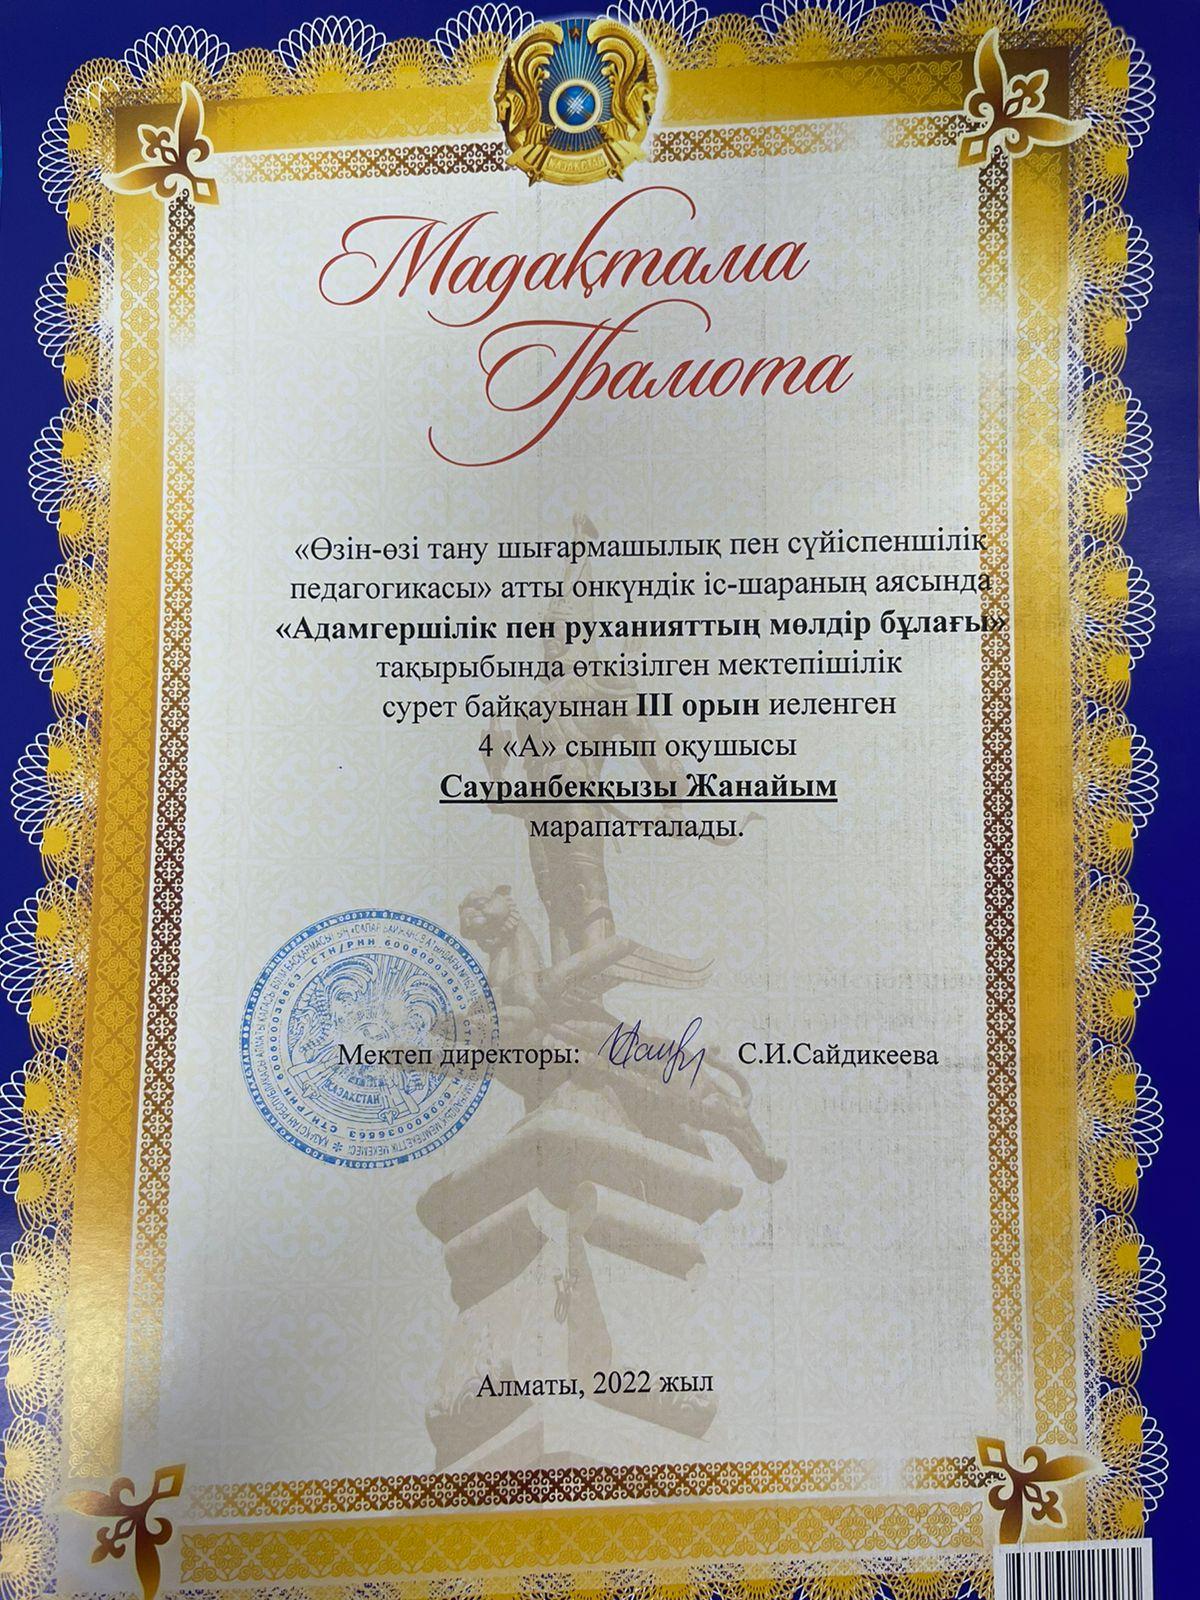 ҚАЗАҚСТАН
Мадақтама
Грамота
«Өзін-өзі тану шығармашылық пен сүйіспеншілік
педагогикасы» атты онкүндік іс-шараның аясында
«Адамгершілік пен руханияттың мөлдір бұлағы»
тақырыбында өткізілген мектепішілік
сурет байқауынан III орын иеленген
4 «А» сынып оқушысы
Сауранбекқызы Жанайым
марапатталады.
ҚАЗАҚСТАН
Мектеп директоры: С.И.Сайдикеева
Алматы, 2022 жыл